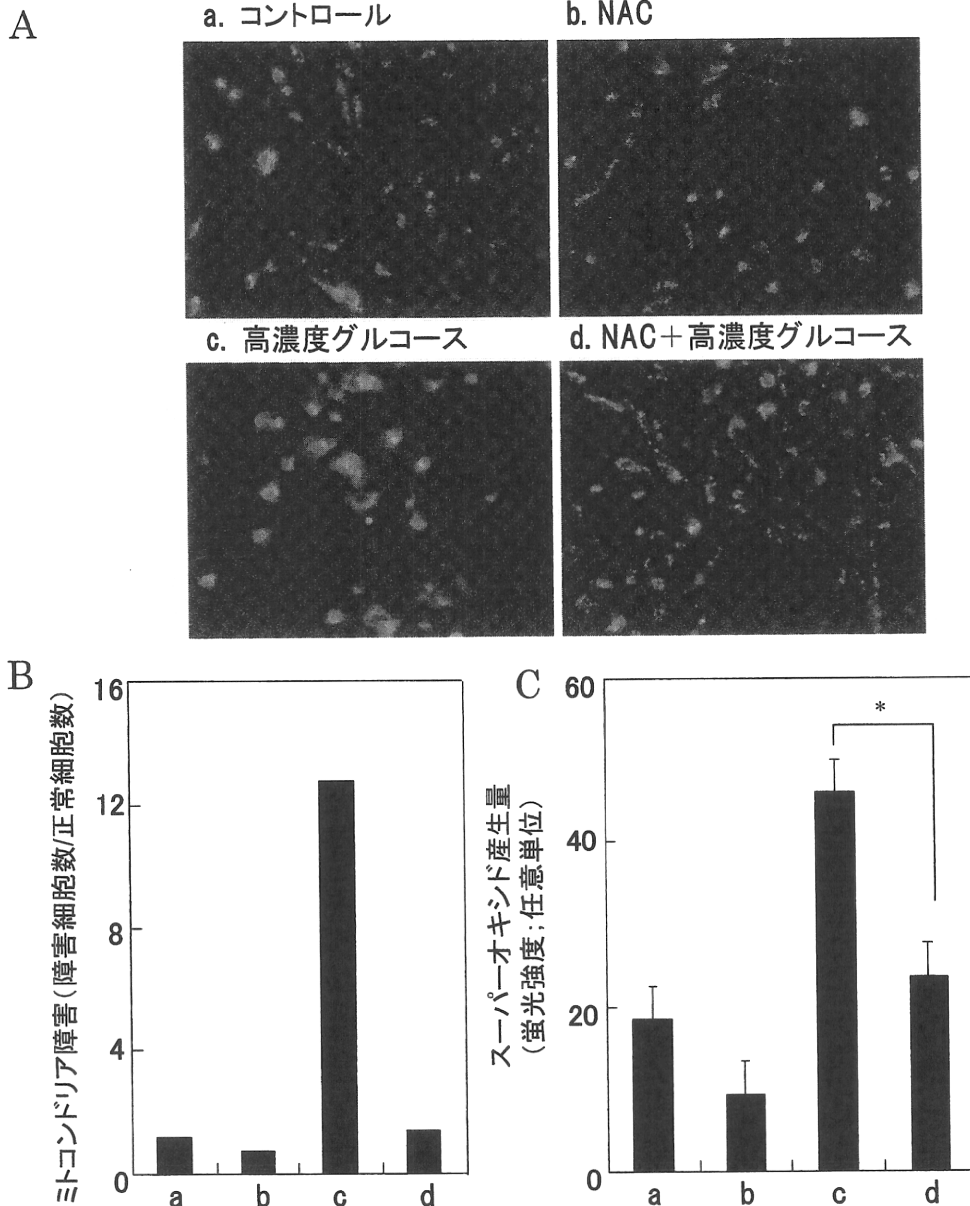 A
a. コントロール
b. NAC
c. 高濃度グルコース
d. NAC＋高濃度グルコース
B
ミトコンドリア障害(障害細胞数/正常細胞数)
16
12
8
4
0
a b c d
C
スーパーオキシド産生量
(蛍光強度;任意単位)
60
40
20
0
*
a b c d